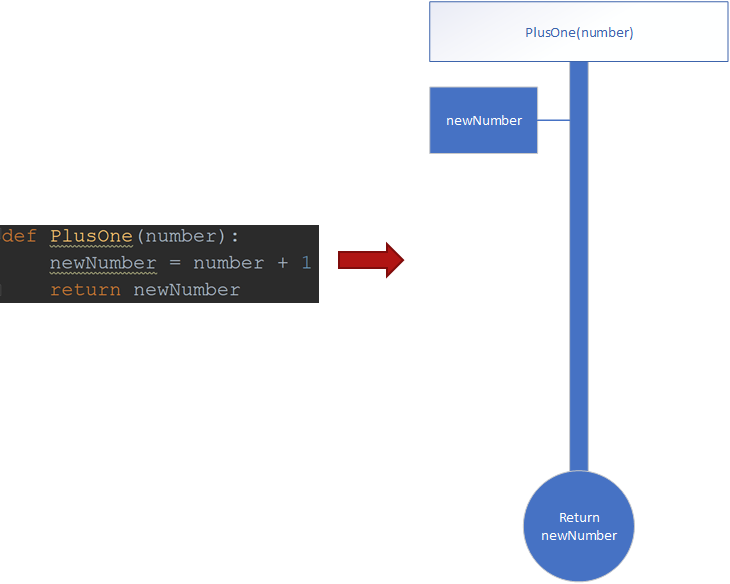 def PlusOne(number):
newNumber = number + 1
return newNumber
PlusOne(number)
newNumber
Return
newNumber